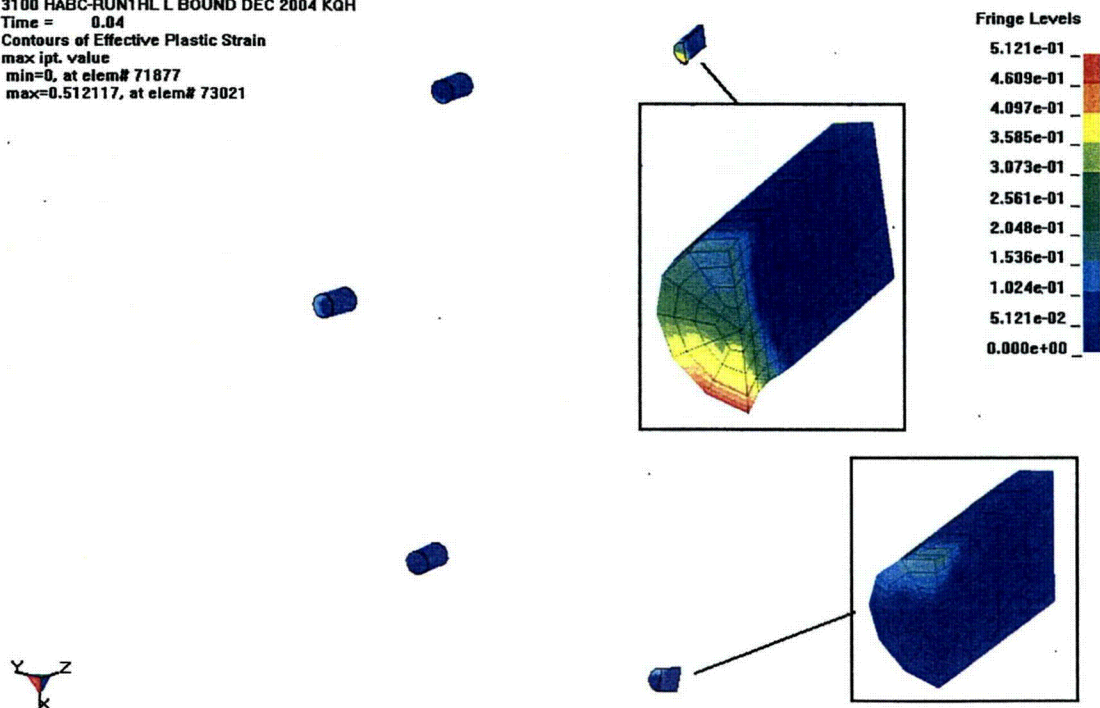 3100 HABC-RUN1HL L BOUND DEC 2004 KQH
Time = 0.04
Contours of Effective Plastic Strain
max ipt. value
min=0, at elem# 71877
max=0.512117, at elem# 73021
Fringe Levels
5.121e-01
4.609e-01
4.097e-01
3.585e-01
3.073e-01
2.561e-01
2.048e-01
1.536e-01
1.024e-01
5.121e-02
0.000e+00
Y Z
X